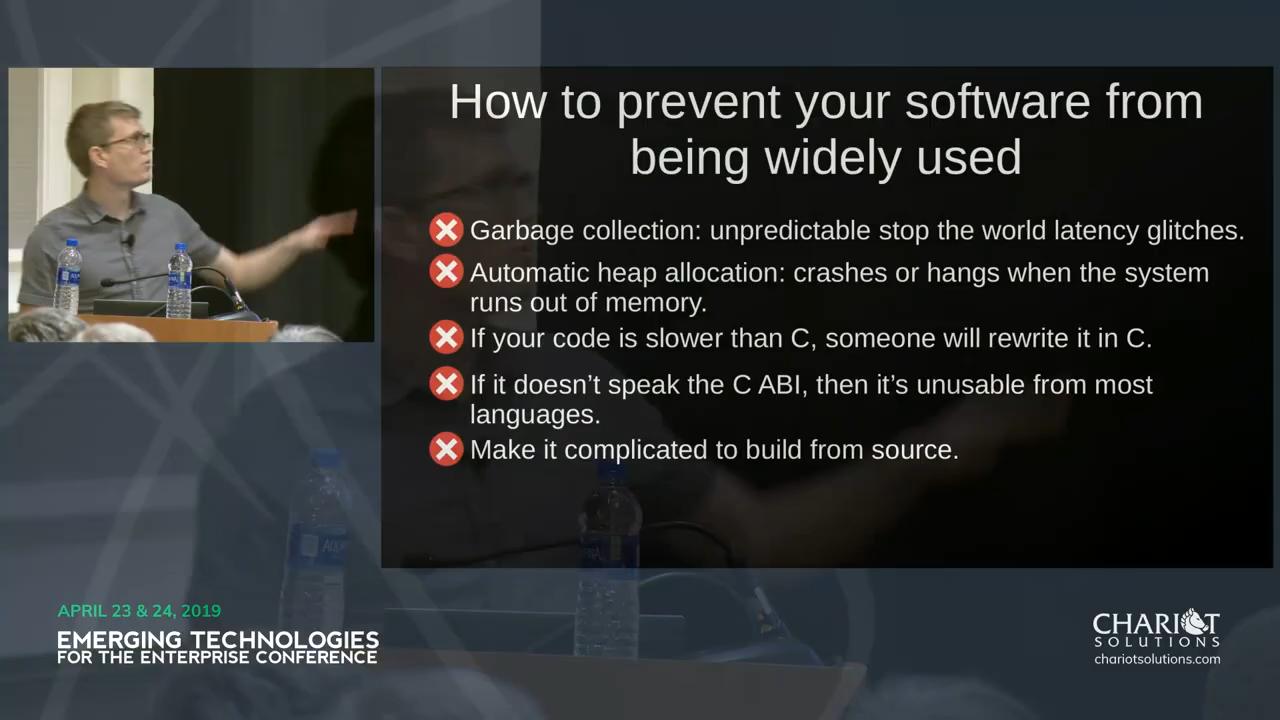 How to prevent your software from
being widely used
Garbage collection: unpredictable stop the world latency glitches.
Automatic heap allocation: crashes or hangs when the system
runs out of memory.
If your code is slower than C, someone will rewrite it in C.
If it doesn’t speak the C ABI, then it’s unusable from most
languages.
Make it complicated to build from source.
APRIL 23 & 24, 2019
EMERGING TECHNOLOGIES
FOR THE ENTERPRISE CONFERENCE
CHARIOT
SOLUTIONS
chariotsolutions.com